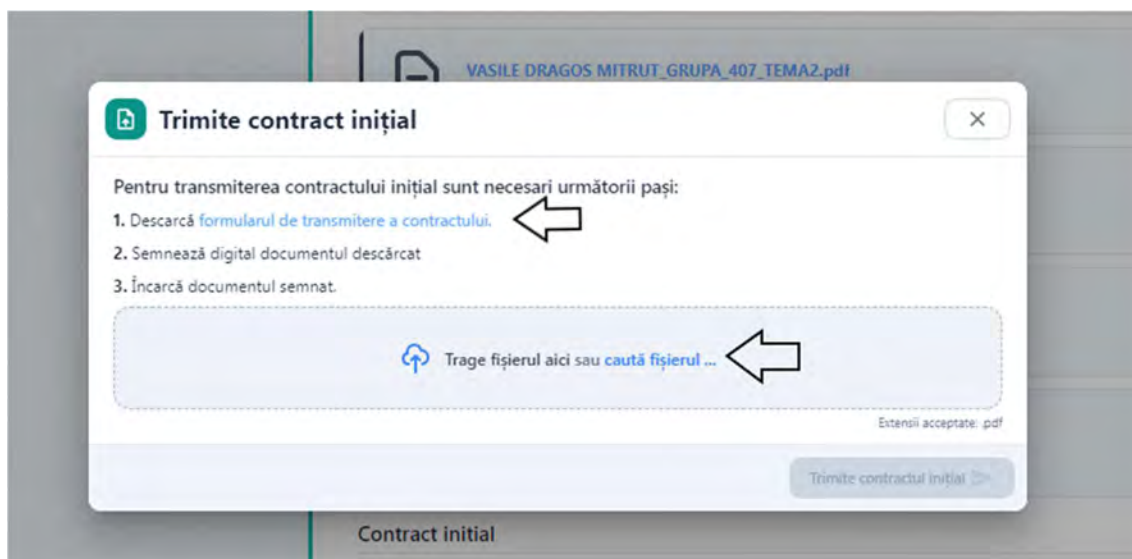 VASILE DRAGOS MITRUT_GRUPA_407_TEMA2.pdf
Trimite contract inițial
Pentru transmiterea contractului inițial sunt necesari următorii pași:
1. Descarcă formularul de transmitere a contractului.
2. Semnează digital documentul descărcat
3. Încarcă documentul semnat.
Trage fișierul aici sau caută fișierul ...
Extensii acceptate: .pdf
Trimite contractul inițial
Contract initial